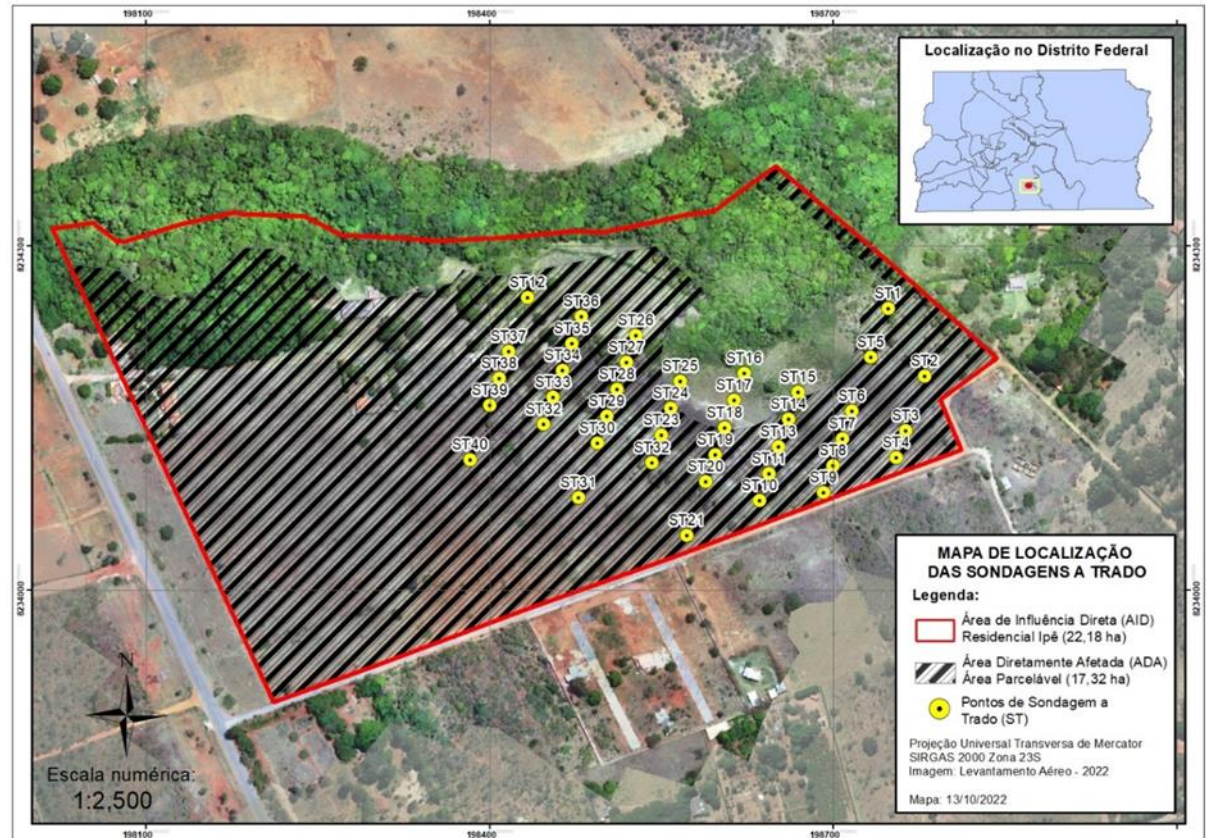 198100
198400
198700
Localização no Distrito Federal
8234300
8234300
ST12
ST1
ST36
ST26
ST37
ST35
ST5
ST38
ST34
ST27
ST16
ST2
ST25
ST39
ST33
ST28
ST17
ST15
ST24
ST6
ST32
ST29
ST18
ST14
ST3
ST23
ST7
ST30
ST13
ST4
ST40
ST32
ST19
ST8
ST11
ST20
ST9
ST31
ST10
ST21
8234000
8234000
MAPA DE LOCALIZAÇÃO
DAS SONDAGENS A TRADO
Legenda:
Área de Influência Direta (AID)
Residencial Ipê (22,18 ha)
Área Diretamente Afetada (ADA)
Área Parcelável (17,32 ha)
Pontos de Sondagem a
Trado (ST)
Projeção Universal Transversa de Mercator
SIRGAS 2000 Zona 23S
Imagem: Levantamento Aéreo - 2022
Mapa: 13/10/2022
N
Escala numérica:
1:2,500
198100
198400
198700